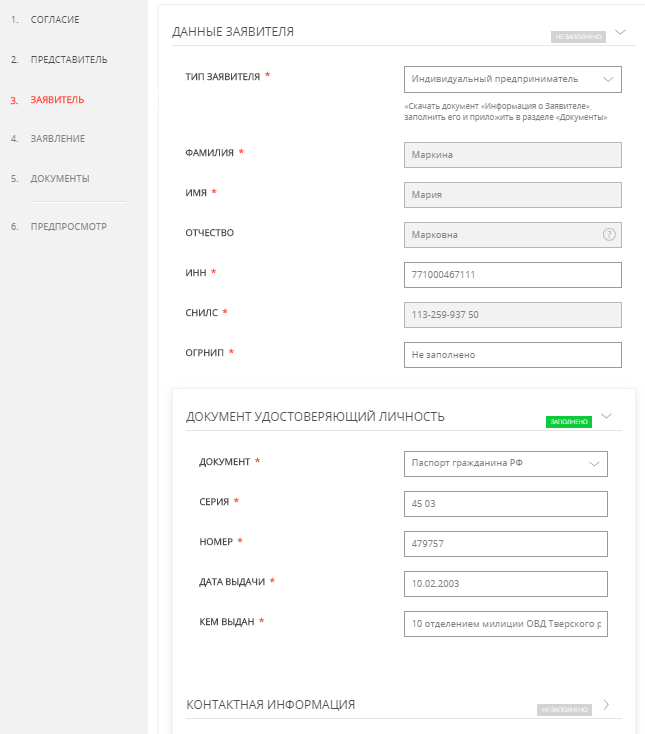 1. СОГЛАСИЕ
2. ПРЕДСТАВИТЕЛЬ
3. ЗАЯВИТЕЛЬ
4. ЗАЯВЛЕНИЕ
5. ДОКУМЕНТЫ
6. ПРЕДПРОСМОТР
ДАННЫЕ ЗАЯВИТЕЛЯ
НЕ ЗАПОЛНЕНО
ТИП ЗАЯВИТЕЛЯ *
Индивидуальный предприниматель
«Скачать документ «Информация о Заявителе»,
заполнить его и приложить в разделе «Документы»
ФАМИЛИЯ *
Маркина
ИМЯ *
Мария
ОТЧЕСТВО
Марковна ?
ИНН *
771000467111
СНИЛС *
113-259-937 50
ОГРНИП *
Не заполнено
ДОКУМЕНТ УДОСТОВЕРЯЮЩИЙ ЛИЧНОСТЬ
ЗАПОЛНЕНО
ДОКУМЕНТ *
Паспорт гражданина РФ
СЕРИЯ *
45 03
НОМЕР *
479757
ДАТА ВЫДАЧИ *
10.02.2003
КЕМ ВЫДАН *
10 отделением милиции ОВД Тверского р
КОНТАКТНАЯ ИНФОРМАЦИЯ
НЕ ЗАПОЛНЕНО